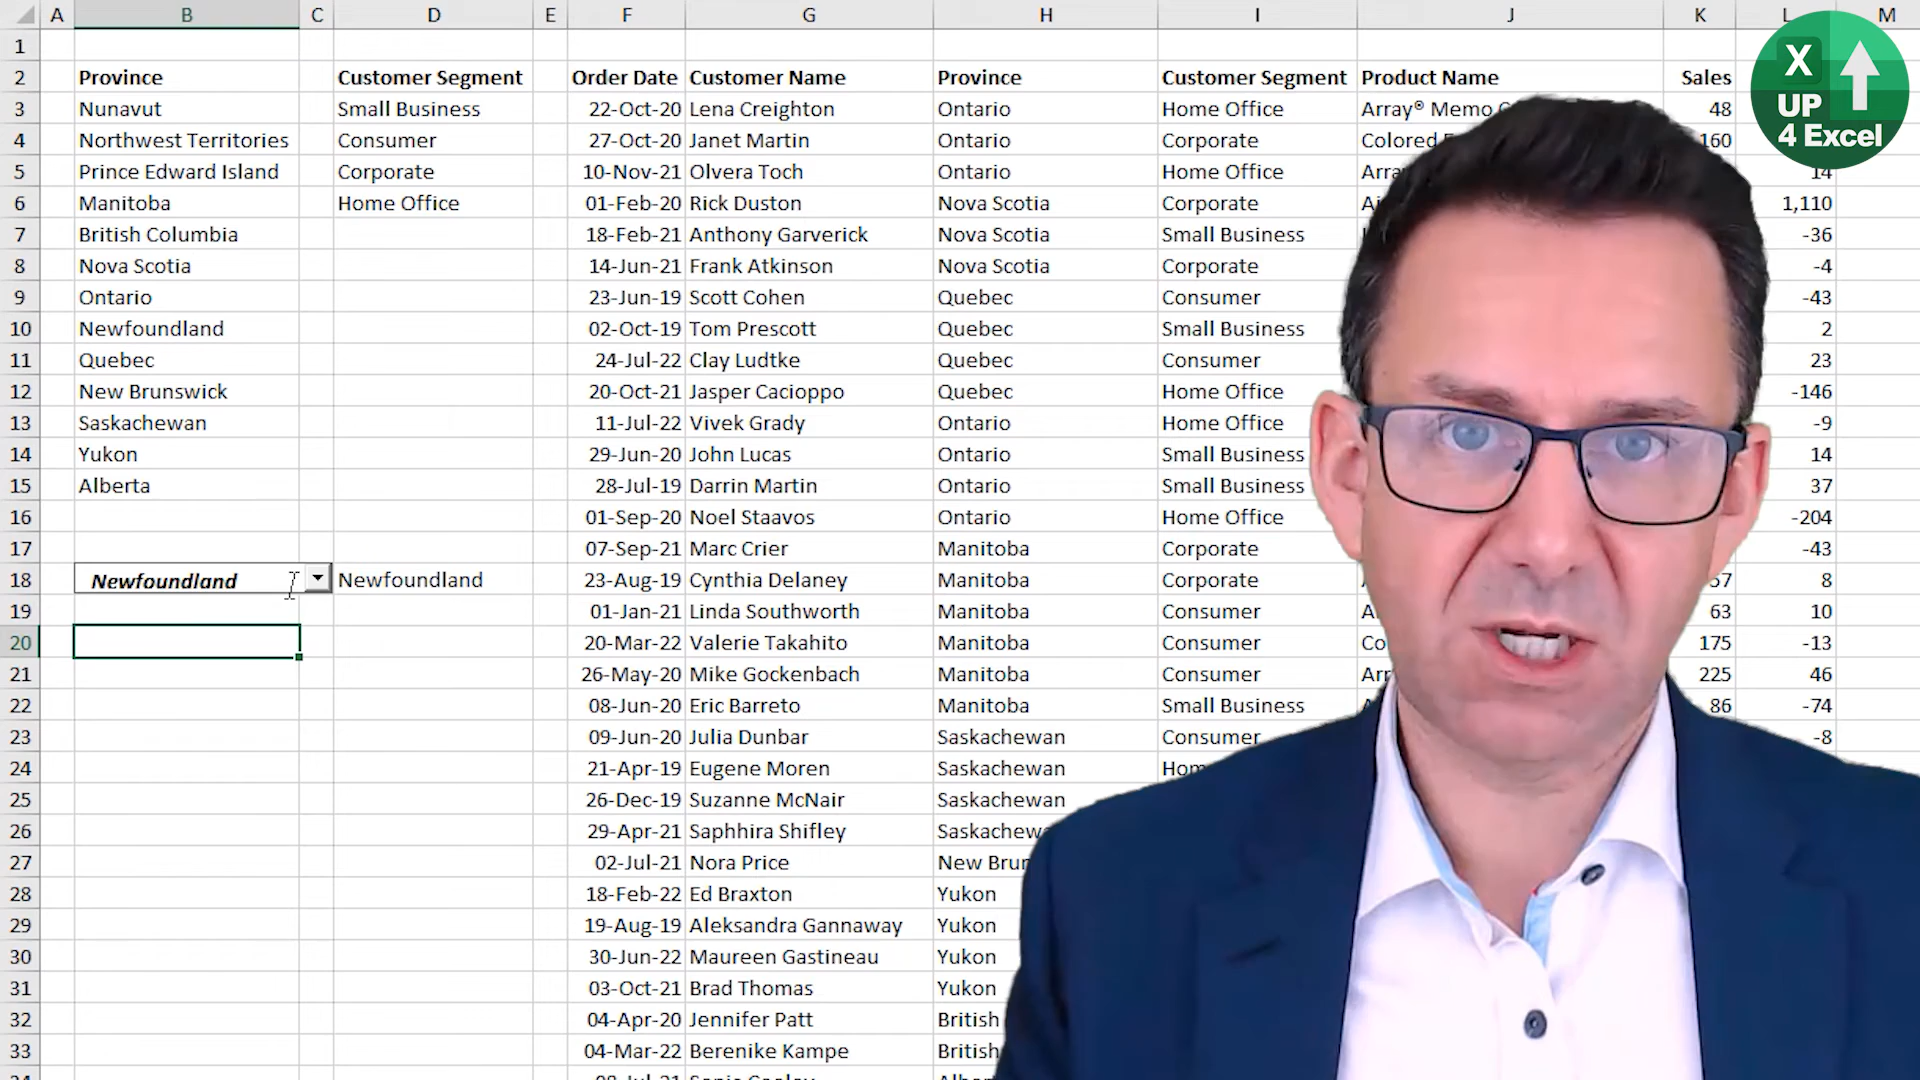 A B C D E F G H I J K L M
1
2 Province Customer Segment Order Date Customer Name Province Customer Segment Product Name Sales
3 Nunavut Small Business 22-Oct-20 Lena Creighton Ontario Home Office Array® Memo 48
4 Northwest Territories Consumer 27-Oct-20 Janet Martin Ontario Corporate Colored 160
5 Prince Edward Island Corporate 10-Nov-21 Olvera Toch Ontario Home Office 14
6 Manitoba Home Office 01-Feb-20 Rick Duston Nova Scotia Corporate 1,110
7 British Columbia 18-Feb-21 Anthony Garverick Nova Scotia Small Business -36
8 Nova Scotia 14-Jun-21 Frank Atkinson Nova Scotia Corporate -4
9 Ontario 23-Jun-19 Scott Cohen Quebec Consumer -43
10 Newfoundland 02-Oct-19 Tom Prescott Quebec Small Business 2
11 Quebec 24-Jul-22 Clay Ludtke Quebec Consumer 23
12 New Brunswick 20-Oct-21 Jasper Cacioppo Quebec Home Office -146
13 Saskachewan 11-Jul-22 Vivek Grady Ontario Home Office -9
14 Yukon 29-Jun-20 John Lucas Ontario Small Business 14
15 Alberta 28-Jul-19 Darrin Martin Ontario Small Business 37
16 01-Sep-20 Noel Staavos Ontario Home Office -204
17 07-Sep-21 Marc Crier Manitoba Corporate -43
18 Newfoundland Newfoundland 23-Aug-19 Cynthia Delaney Manitoba Corporate 8
19 01-Jan-21 Linda Southworth Manitoba Consumer 63 10
20 20-Mar-22 Valerie Takahito Manitoba Consumer 175 -13
21 26-May-20 Mike Gockenbach Manitoba Consumer 225 46
22 08-Jun-20 Eric Barreto Manitoba Small Business 86 -74
23 09-Jun-20 Julia Dunbar Saskachewan Consumer -8
24 21-Apr-19 Eugene Moren Saskachewan
25 26-Dec-19 Suzanne McNair Saskachewan
26 29-Apr-21 Saphhira Shifley
27 02-Jul-21 Nora Price New
28 18-Feb-22 Ed Braxton Yukon
29 19-Aug-19 Aleksandra Gannaway Yukon
30 30-Jun-22 Maureen Gastineau Yukon
31 03-Oct-21 Brad Thomas Yukon
32 04-Apr-20 Jennifer Patt British
33 04-Mar-22 Berenike Kampe British
X
UP
4 Excel